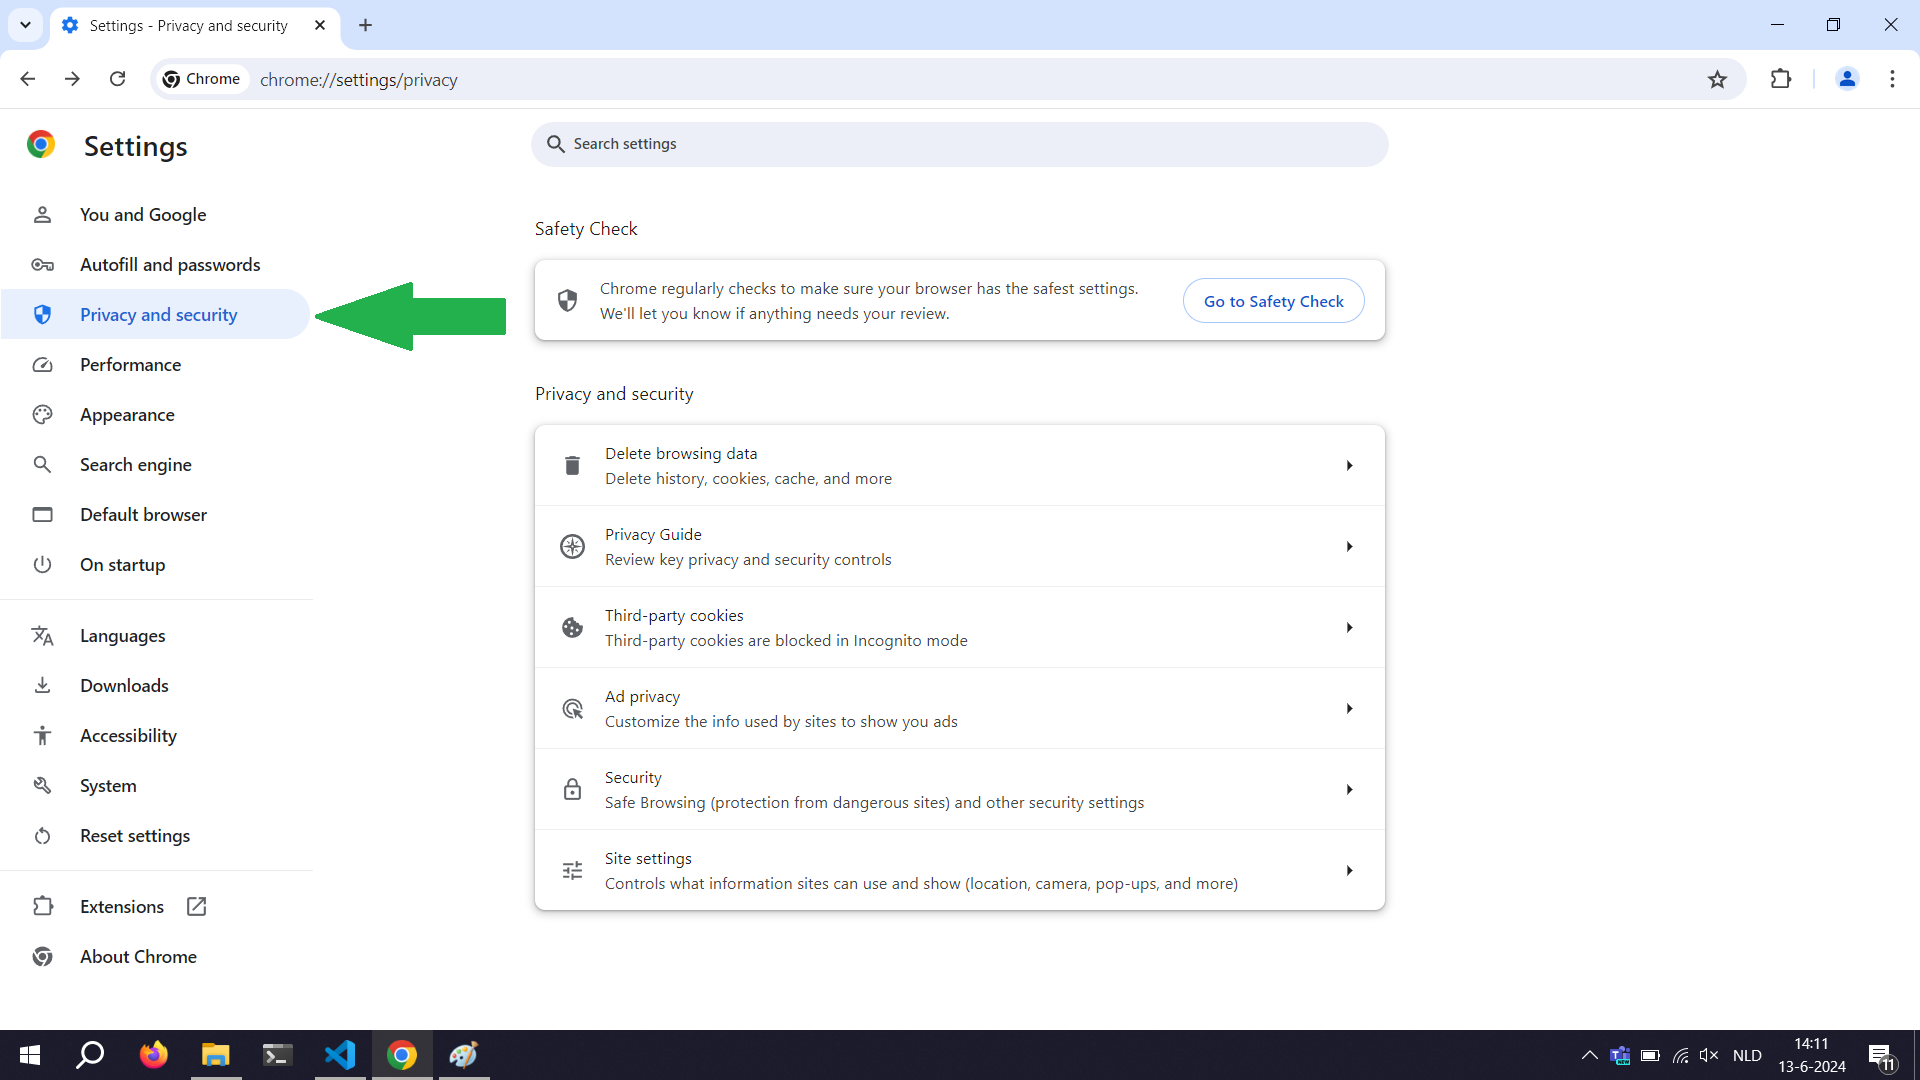 Settings - Privacy and security
Chrome
chrome://settings/privacy
Settings
Search settings
You and Google
Autofill and passwords
Privacy and security
Performance
Appearance
Search engine
Default browser
On startup
Languages
Downloads
Accessibility
System
Reset settings
Extensions
About Chrome
Safety Check
Chrome regularly checks to make sure your browser has the safest settings.
We'll let you know if anything needs your review.
Go to Safety Check
Privacy and security
Delete browsing data
Delete history, cookies, cache, and more
Privacy Guide
Review key privacy and security controls
Third-party cookies
Third-party cookies are blocked in Incognito mode
Ad privacy
Customize the info used by sites to show you ads
Security
Safe Browsing (protection from dangerous sites) and other security settings
Site settings
Controls what information sites can use and show (location, camera, pop-ups, and more)
NLD
14:11
13-6-2024
11